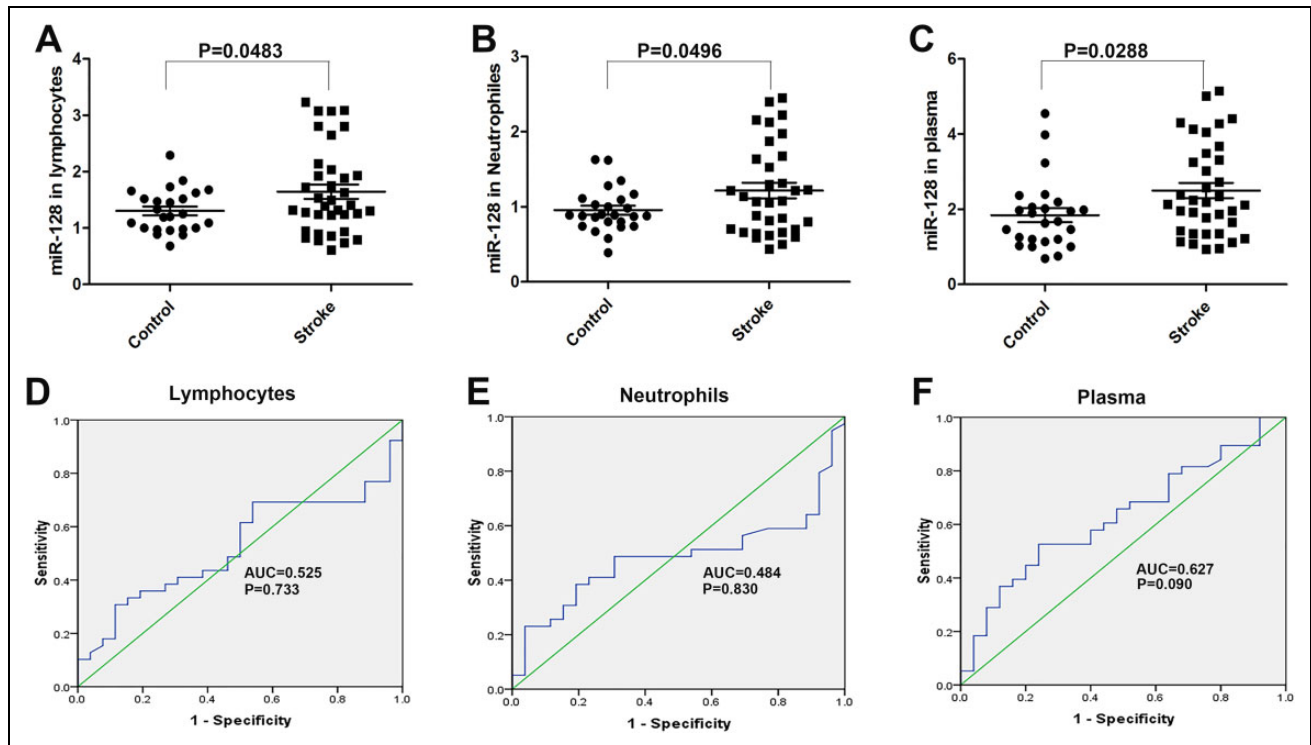 A
P=0.0483
miR-128 in lymphocytes
4
3
2
1
0
Control
Stroke
B
P=0.0496
miR-128 in Neutrophiles
3
2
1
0
Control
Stroke
C
P=0.0288
miR-128 in plasma
6
4
2
0
Control
Stroke
D
Lymphocytes
Sensitivity
1.0
0.8
0.6
0.4
0.2
0.0
AUC=0.525
P=0.733
0.0 0.2 0.4 0.6 0.8 1.0
1 - Specificity
E
Neutrophils
Sensitivity
1.0
0.8
0.6
0.4
0.2
0.0
AUC=0.484
P=0.830
0.0 0.2 0.4 0.6 0.8 1.0
1 - Specificity
F
Plasma
Sensitivity
1.0
0.8
0.6
0.4
0.2
0.0
AUC=0.627
P=0.090
0.0 0.2 0.4 0.6 0.8 1.0
1 - Specificity